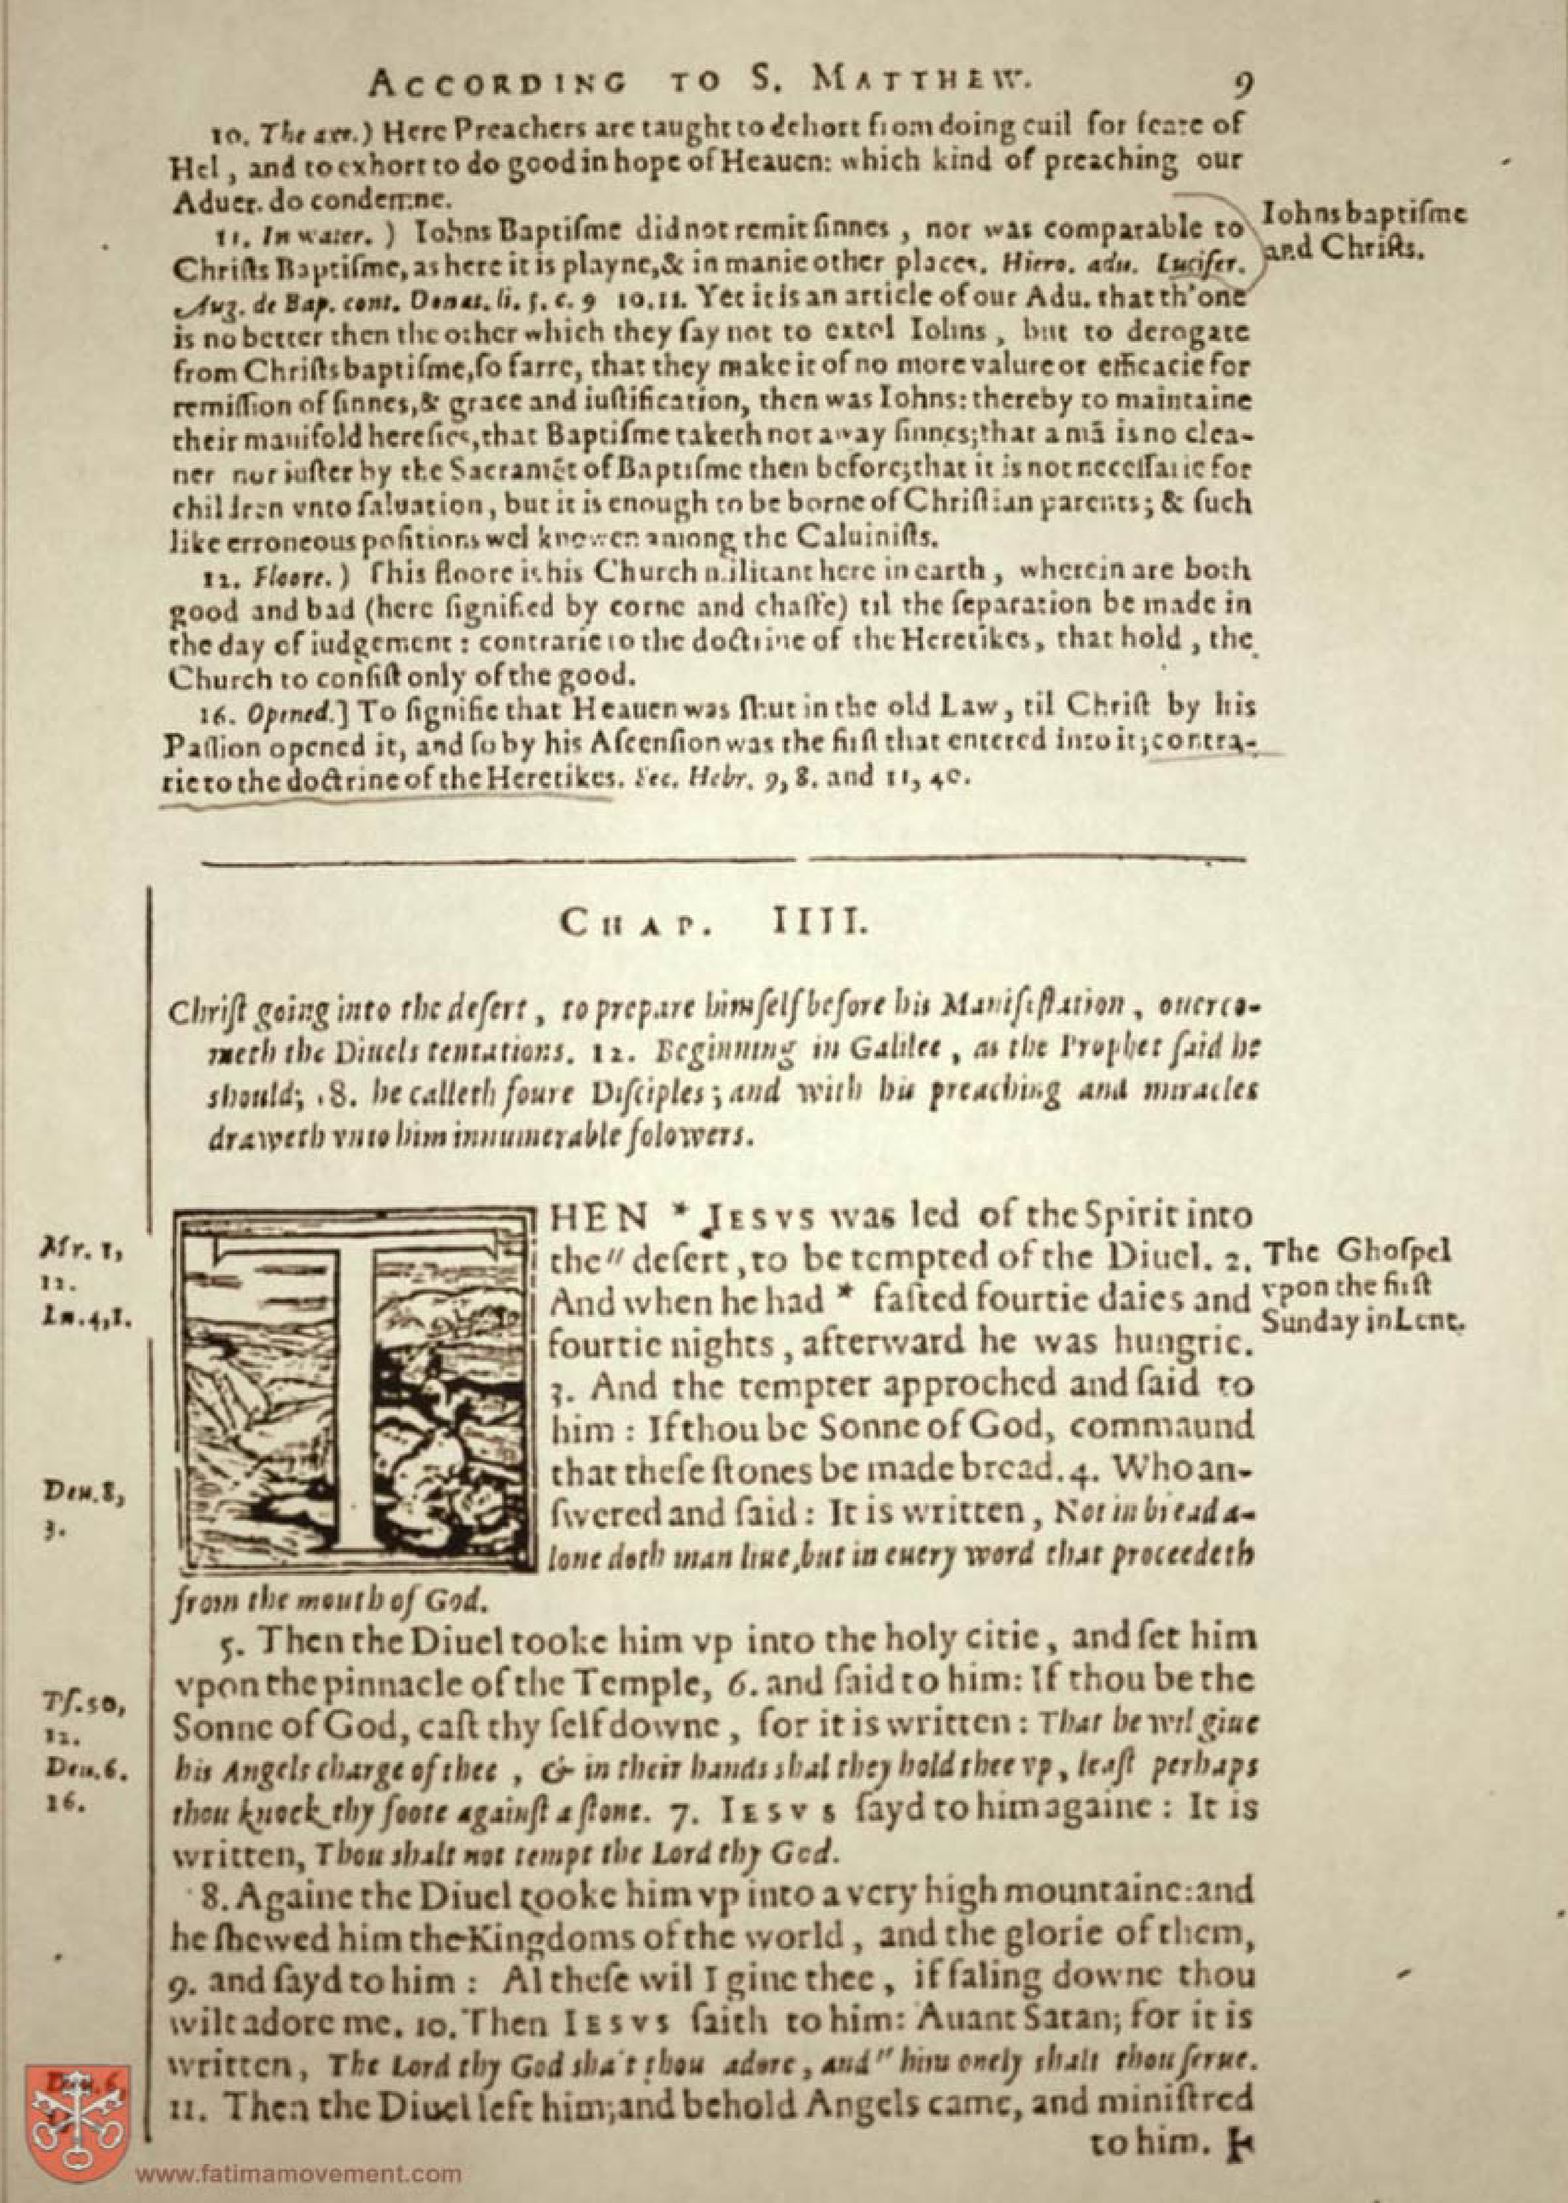 ACCORDING TO S. MATTHEW. 9
10. The axe.) Here Preachers are taught to dehort from doing euil for feare of
Hel, and to exhort to do good in hope of Heauen: which kind of preaching our
Aduer. do condemne.
11. In water.) Iohns Baptiſme did not remit ſinnes, nor was comparable to
Chriſts Baptiſme, as here it is playne, & in manie other places. Hiero. adu. Lucifer.
Aug. de Bap. cont. Donat. li. 5. c. 9 10. 11. Yet it is an article of our Adu. that th'one
is no better then the other which they ſay not to extol Iohns, but to derogate
from Chriſts baptiſme, ſo farre, that they make it of no more valure or efficacie for
remiſſion of ſinnes, & grace and iuſtification, then was Iohns: thereby to maintaine
their manifold hereſies, that Baptiſme taketh not away ſinnes; that a mã is no clea-
ner nor iuſter by the Sacramẽt of Baptiſme then before; that it is not neceſſarie for
children vnto ſaluation, but it is enough to be borne of Chriſtian parents; & ſuch
like erroneous poſitions wel knowen among the Caluiniſts.
12. Floore.) This floore is his Church militant here in earth, wherein are both
good and bad (here ſignified by corne and chaffe) til the ſeparation be made in
the day of iudgement: contrarie to the doctrine of the Heretikes, that hold, the
Church to conſiſt only of the good.
16. Opened.] To ſignifie that Heauen was ſhut in the old Law, til Chriſt by his
Paſſion opened it, and ſo by his Aſcenſion was the firſt that entered into it; contra-
rie to the doctrine of the Heretikes. See. Hebr. 9, 8. and 11, 40.
Iohns baptiſme
and Chriſts.
CHAP. IIII.
Chriſt going into the deſert, to prepare himſelf before his Manifeſtation, ouerco-
meth the Diuels tentations. 12. Beginning in Galilee, as the Prophet ſaid he
should; 18. he calleth foure Diſciples; and with his preaching and miracles
draweth vnto him innumerable folowers.
THEN * JESVS was led of the Spirit into
the" deſert, to be tempted of the Diuel. 2.
And when he had * faſted fourtie daies and
fourtie nights, afterward he was hungrie.
3. And the tempter approched and ſaid to
him: If thou be Sonne of God, commaund
that theſe ſtones be made bread. 4. Who an-
ſwered and ſaid: It is written, Not in bread a-
lone doth man liue, but in euery word that proceedeth
from the mouth of God.
5. Then the Diuel tooke him vp into the holy citie, and ſet him
vpon the pinnacle of the Temple, 6. and ſaid to him: If thou be the
Sonne of God, caſt thy ſelf downe, for it is written: That he wil giue
his Angels charge of thee, & in their hands shal they hold thee vp, leaſt perhaps
thou knock thy foote againſt a ſtone. 7. IESVS ſayd to him againe: It is
written, Thou shalt not tempt the Lord thy God.
8. Againe the Diuel tooke him vp into a very high mountaine: and
he ſhewed him the Kingdoms of the world, and the glorie of them,
9. and ſayd to him: Al theſe wil I giue thee, if faling downe thou
wilt adore me. 10. Then IESVS ſaith to him: Auant Satan; for it is
written, The Lord thy God shalt thou adore, and" him onely shalt thou ſerue.
11. Then the Diuel left him; and behold Angels came, and miniſtred
to him. Ⱶ
Mr. 1,
12.
Lu. 4, 1.
Deu. 8,
3.
Pſ. 50,
12.
Deu. 6.
16.
Deu. 6,
The Ghoſpel
vpon the firſt
Sunday in Lent.
www.fatimamovement.com